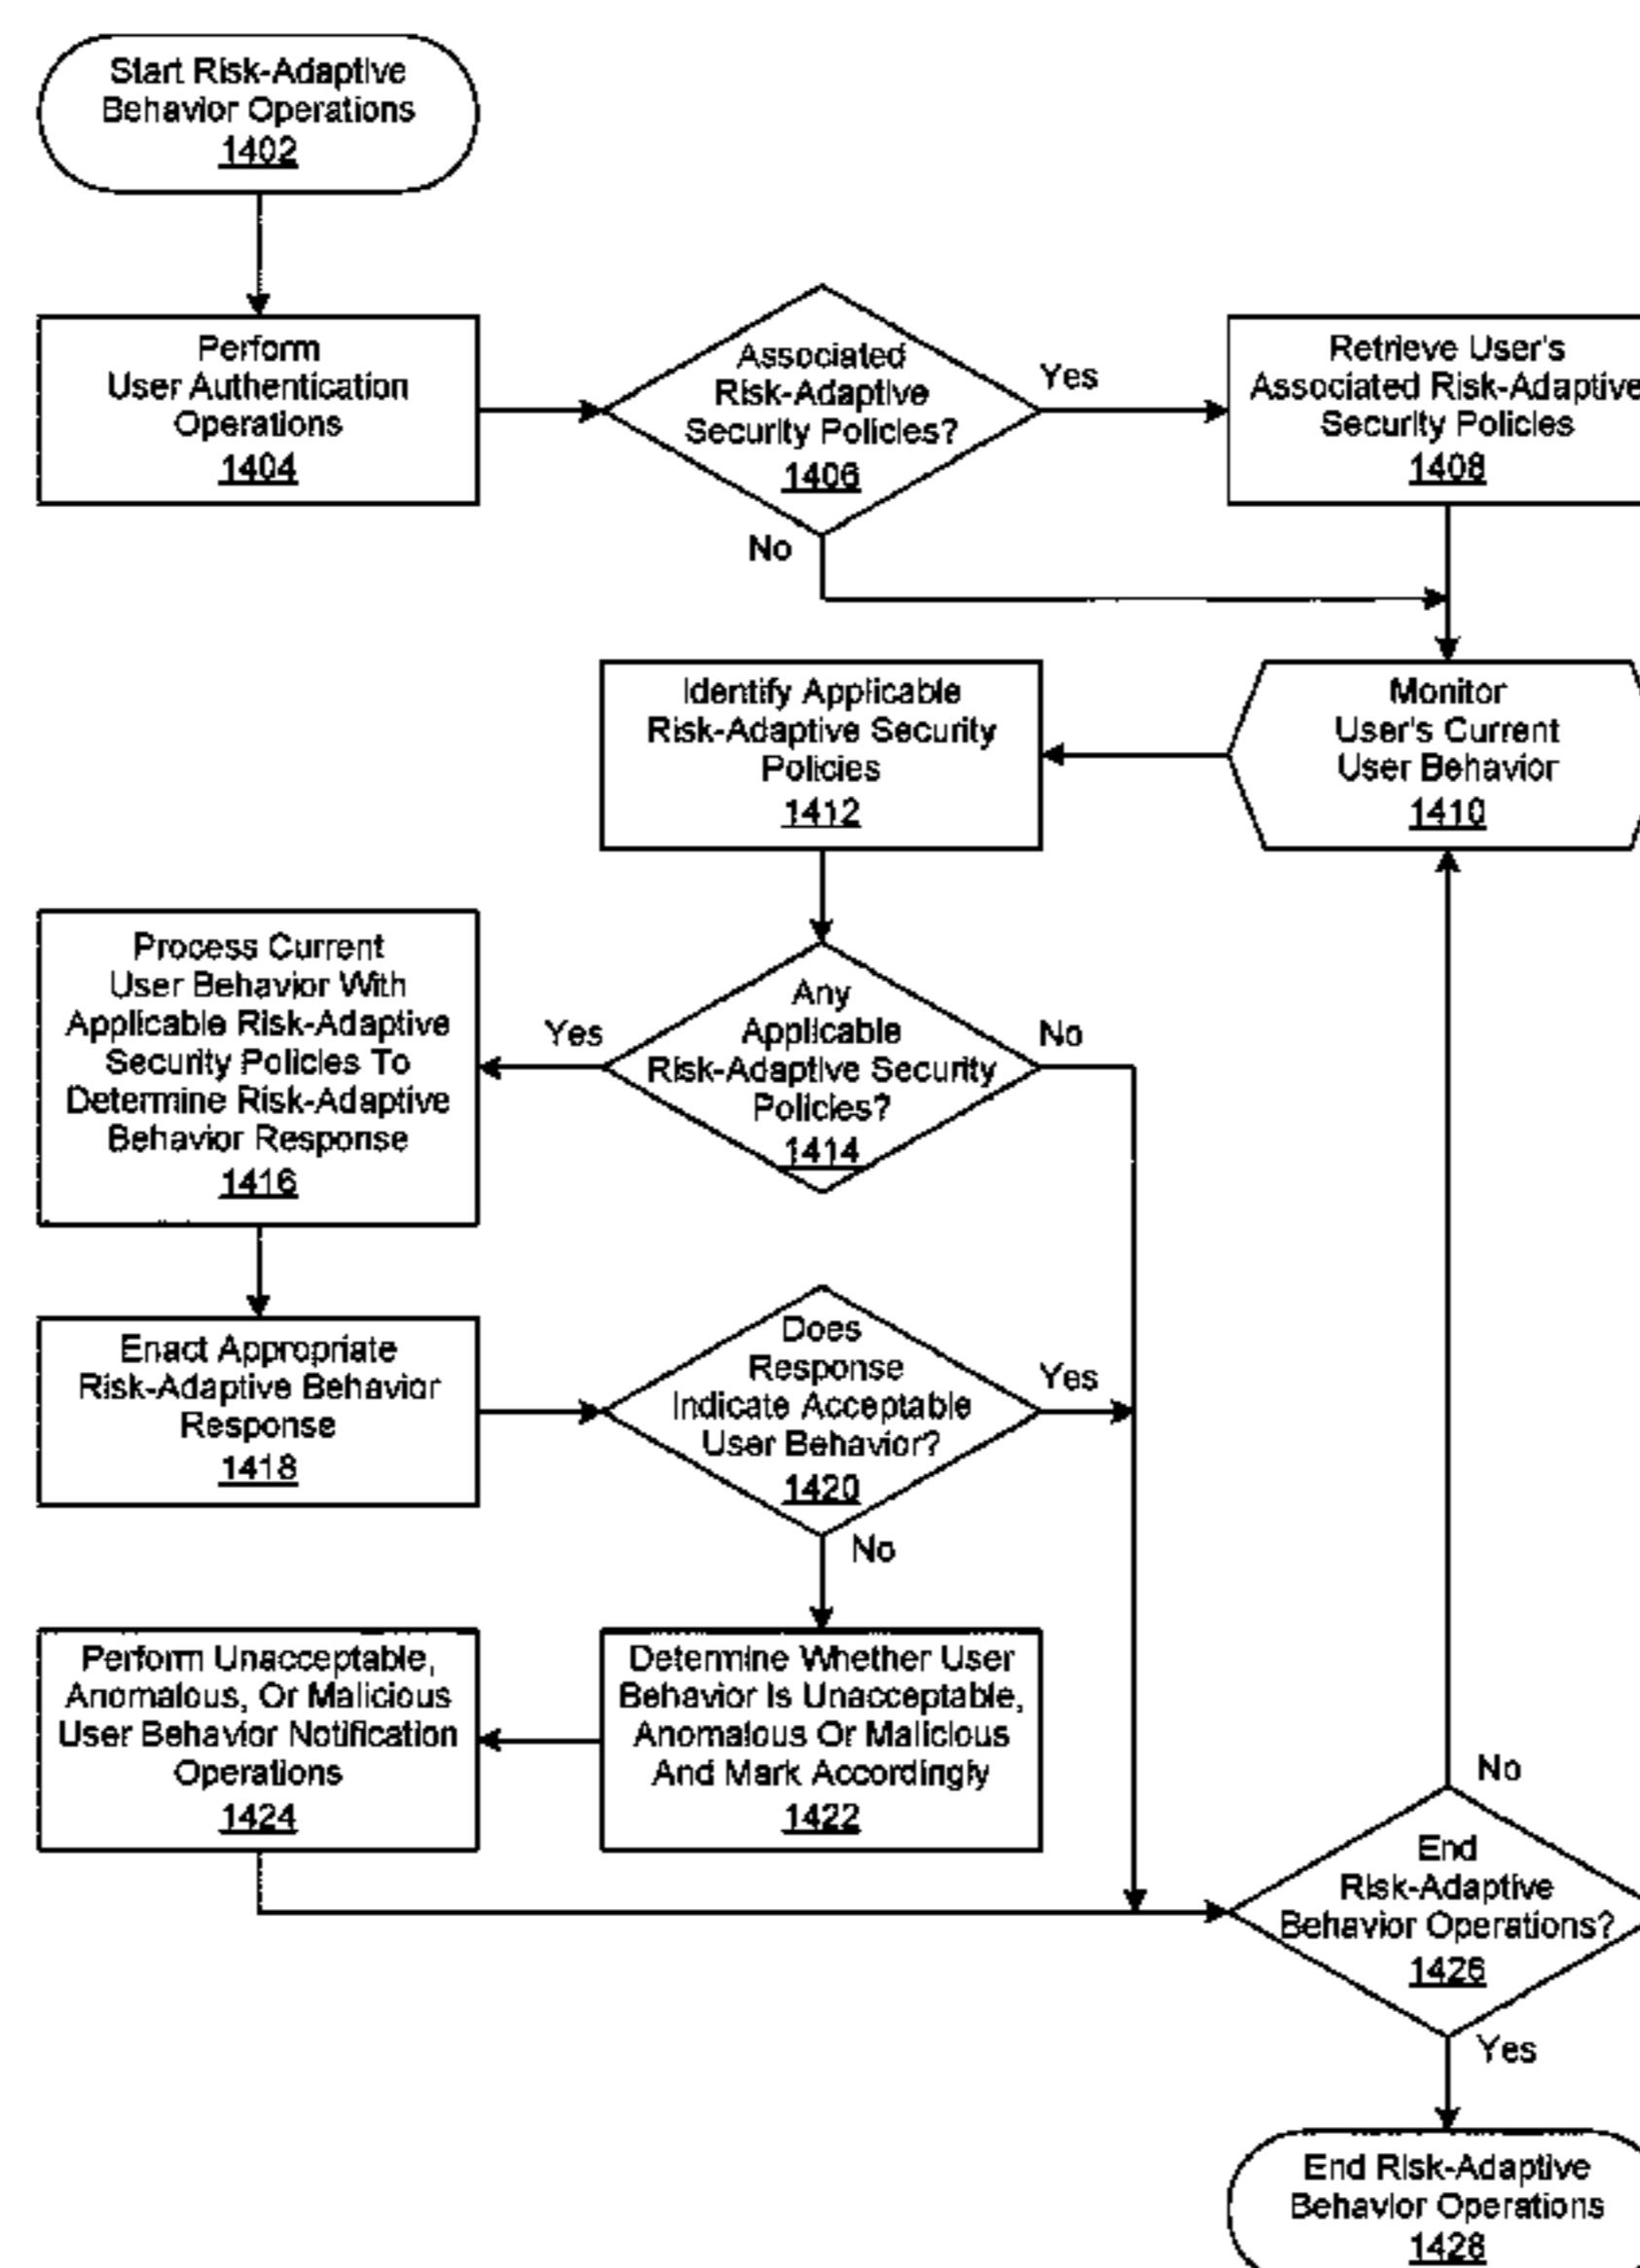 Start Risk-Adaptive
Behavior Operations
1402
Perform
User Authentication
Operations
1404
Associated
Risk-Adaptive
Security Policies?
1406
Yes
No
Retrieve User's
Associated Risk-Adaptive
Security Policies
1408
Monitor
User's Current
User Behavior
1410
Identify Applicable
Risk-Adaptive Security
Policies
1412
Any
Applicable
Risk-Adaptive Security
Policies?
1414
Yes
No
Process Current
User Behavior With
Applicable Risk-Adaptive
Security Policies To
Determine Risk-Adaptive
Behavior Response
1416
Enact Appropriate
Risk-Adaptive Behavior
Response
1418
Does
Response
Indicate Acceptable
User Behavior?
1420
Yes
No
Determine Whether User
Behavior Is Unacceptable,
Anomalous Or Malicious
And Mark Accordingly
1422
Perform Unacceptable,
Anomalous, Or Malicious
User Behavior Notification
Operations
1424
No
End
Risk-Adaptive
Behavior Operations?
1426
Yes
End Risk-Adaptive
Behavior Operations
1428